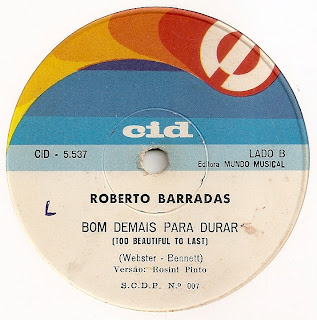 cid
CID - 5.537
LADO B
Editora MUNDO MUSICAL
ROBERTO BARRADAS
BOM DEMAIS PARA DURAR
(TOO BEAUTIFUL TO LAST)
(Webster - Bennett)
Versão: Rosini Pinto
S.C.D.P. N.º 007
L